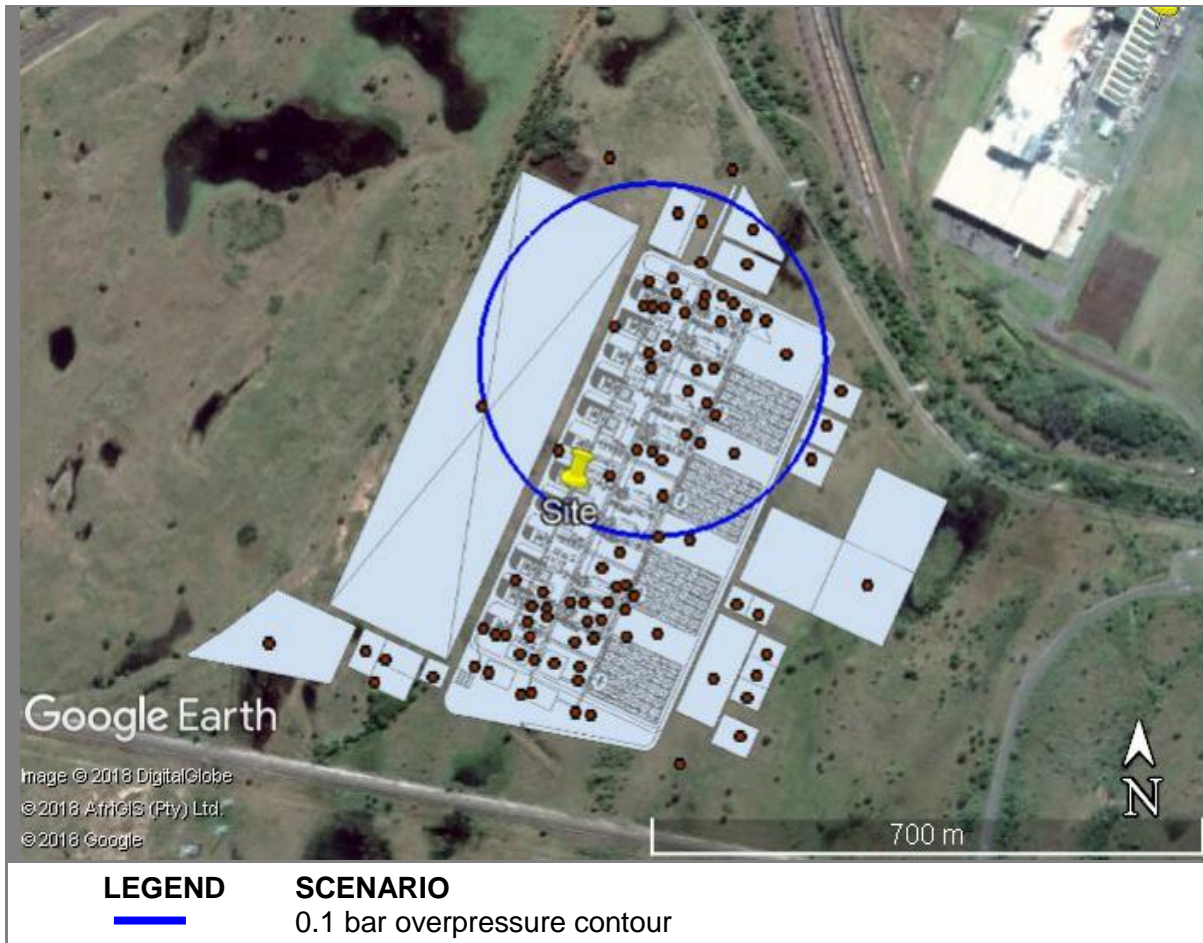 Site
Google Earth
Image © 2018 DigitalGlobe
© 2018 AfriGIS (Pty) Ltd.
© 2018 Google
N
700 m
LEGEND SCENARIO
0.1 bar overpressure contour